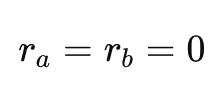 r_a = r_b = 0